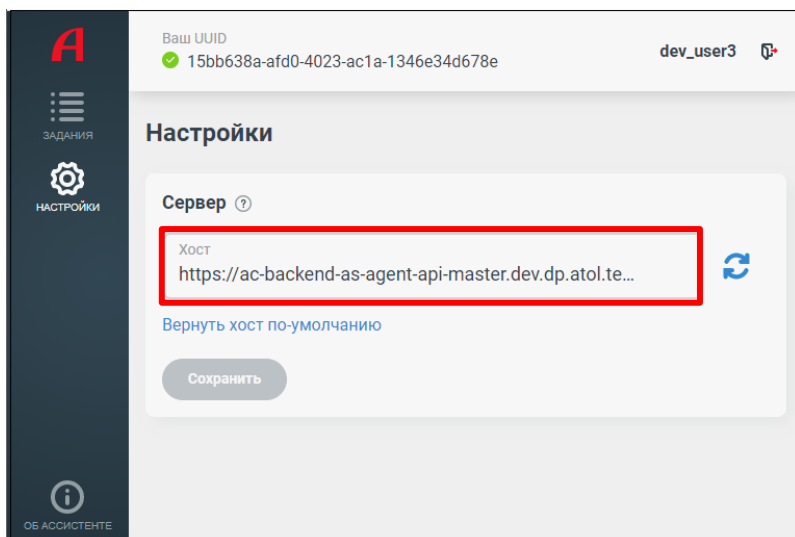 Ваш UUID
15bb638a-afd0-4023-ac1a-1346e34d678e
dev_user3
ЗАДАНИЯ
Настройки
НАСТРОЙКИ
Сервер ?
Хост
https://ac-backend-as-agent-api-master.dev.dp.atol.te...
Вернуть хост по-умолчанию
Сохранить
ОБ АССИСТЕНТЕ